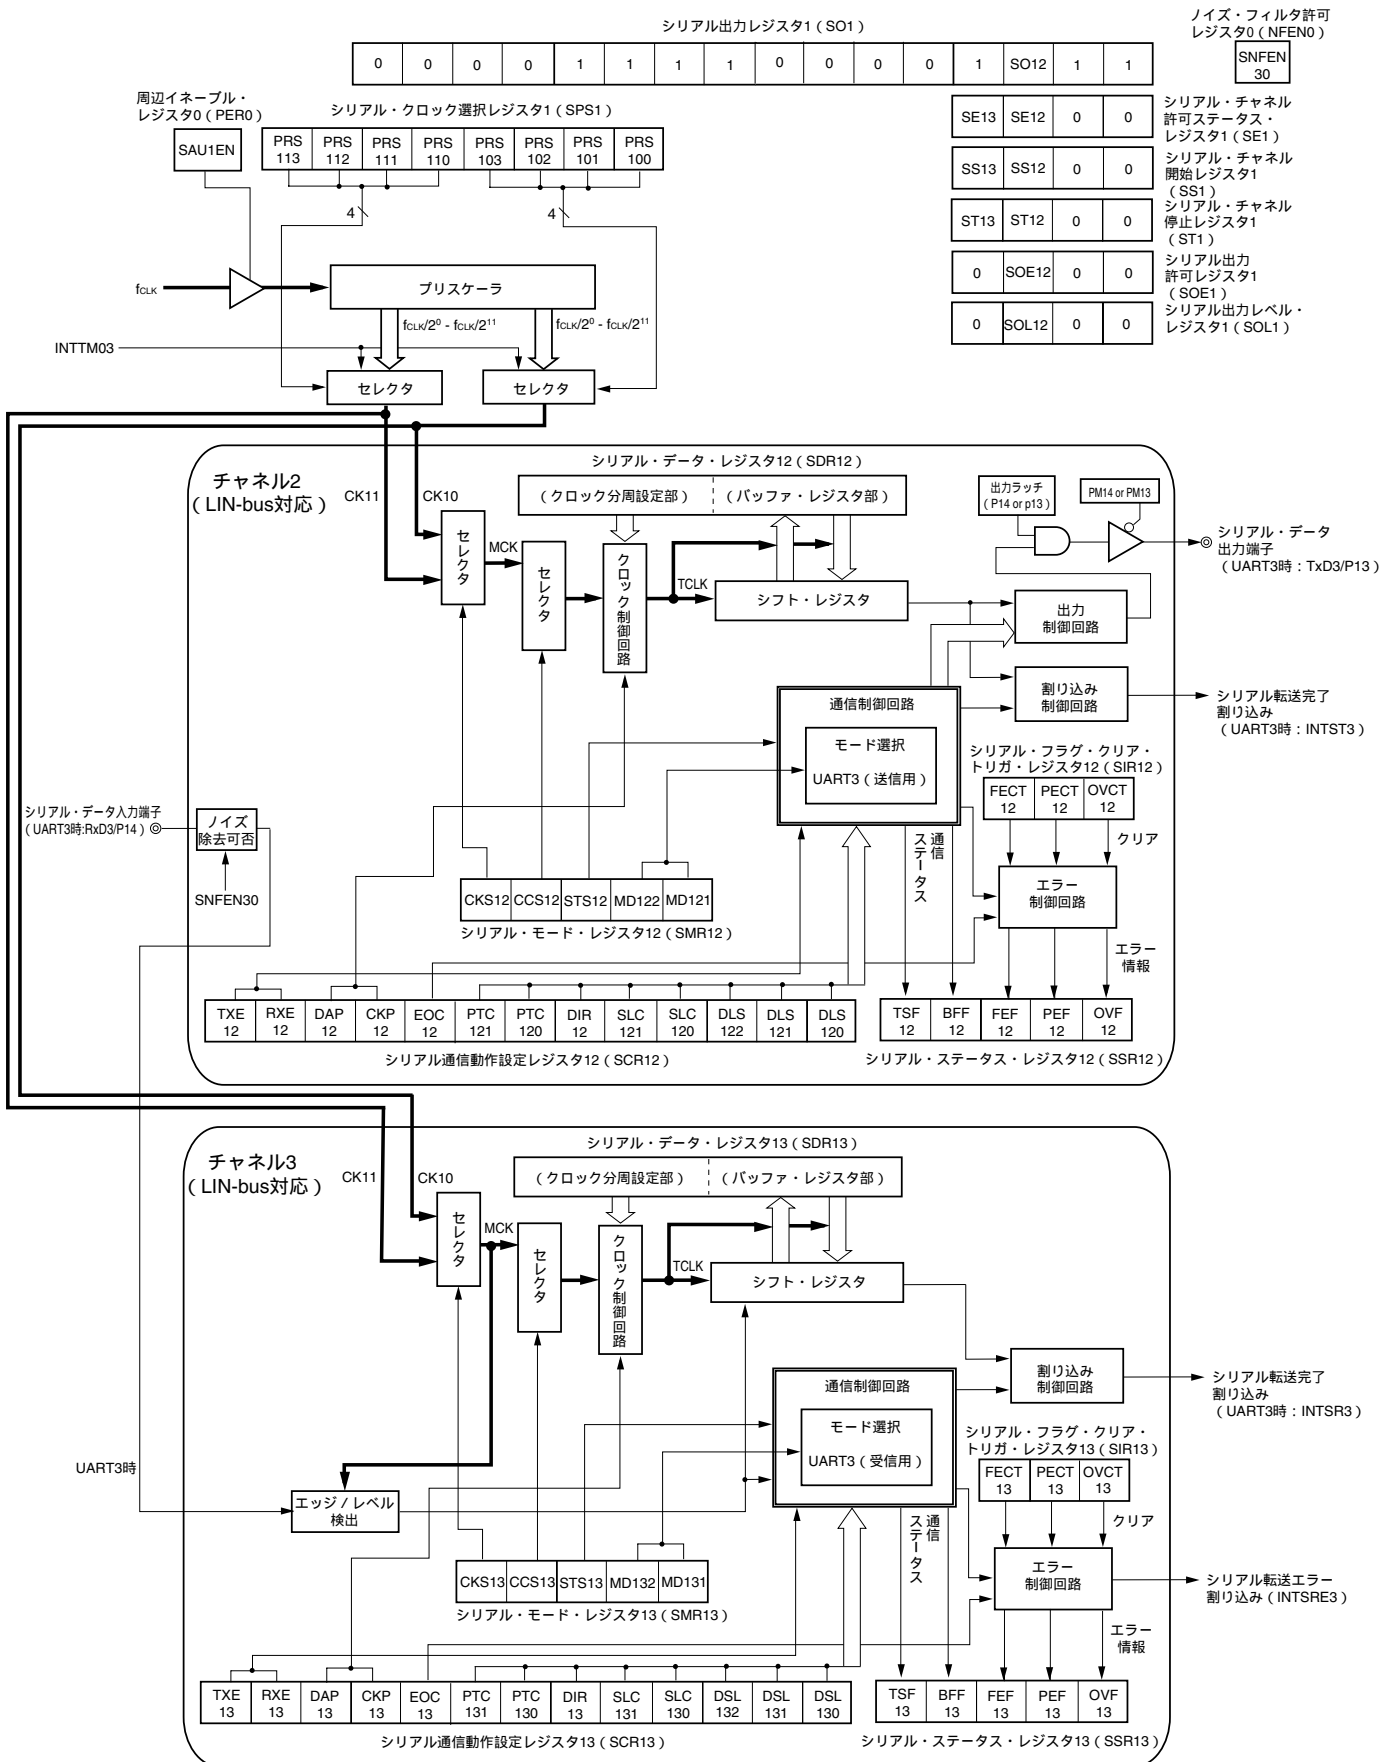 シリアル出力レジスタ1(SO1)
0 0 0 0 1 1 1 1 0 0 0 0 1 SO12 1 1
ノイズ・フィルタ許可
レジスタ0(NFEN0)
SNFEN
30
周辺イネーブル・
レジスタ0(PER0)
SAU1EN
シリアル・クロック選択レジスタ1(SPS1)
PRS PRS PRS PRS PRS PRS PRS PRS
113 112 111 110 103 102 101 100
4 4
SE13 SE12 0 0
シリアル・チャネル
許可ステータス・
レジスタ1(SE1)
SS13 SS12 0 0
シリアル・チャネル
開始レジスタ1
(SS1)
ST13 ST12 0 0
シリアル・チャネル
停止レジスタ1
(ST1)
0 SOE12 0 0
シリアル出力
許可レジスタ1
(SOE1)
0 SOL12 0 0
シリアル出力レベル・
レジスタ1(SOL1)
fCLK
プリスケーラ
fCLK/2⁰ - fCLK/2¹¹ fCLK/2⁰ - fCLK/2¹¹
INTTM03
セレクタ セレクタ
チャネル2
(LIN-bus対応)
CK11 CK10
シリアル・データ・レジスタ12(SDR12)
(クロック分周設定部) (バッファ・レジスタ部)
セレクタ
MCK
セレクタ
クロック制御回路
TCLK
シフト・レジスタ
出力ラッチ
(P14 or p13)
PM14 or PM13
シリアル・データ
出力端子
(UART3時:TxD3/P13)
出力
制御回路
通信制御回路
モード選択
UART3(送信用)
割り込み
制御回路
シリアル転送完了
割り込み
(UART3時:INTST3)
シリアル・フラグ・クリア・
トリガ・レジスタ12(SIR12)
FECT PECT OVCT
12 12 12
クリア
シリアル・データ入力端子
(UART3時:RxD3/P14)
ノイズ
除去可否
SNFEN30
通信
ステータス
エラー
制御回路
エラー
情報
CKS12 CCS12 STS12 MD122 MD121
シリアル・モード・レジスタ12(SMR12)
TXE RXE DAP CKP EOC PTC PTC DIR SLC SLC DLS DLS DLS
12 12 12 12 12 121 120 12 121 120 122 121 120
シリアル通信動作設定レジスタ12(SCR12)
TSF BFF FEF PEF OVF
12 12 12 12 12
シリアル・ステータス・レジスタ12(SSR12)
チャネル3
(LIN-bus対応)
CK11 CK10
シリアル・データ・レジスタ13(SDR13)
(クロック分周設定部) (バッファ・レジスタ部)
セレクタ
MCK
セレクタ
クロック制御回路
TCLK
シフト・レジスタ
通信制御回路
モード選択
UART3(受信用)
割り込み
制御回路
シリアル転送完了
割り込み
(UART3時:INTSR3)
シリアル・フラグ・クリア・
トリガ・レジスタ13(SIR13)
FECT PECT OVCT
13 13 13
クリア
UART3時
エッジ/レベル
検出
通信
ステータス
エラー
制御回路
シリアル転送エラー
割り込み(INTSRE3)
エラー
情報
CKS13 CCS13 STS13 MD132 MD131
シリアル・モード・レジスタ13(SMR13)
TXE RXE DAP CKP EOC PTC PTC DIR SLC SLC DSL DSL DSL
13 13 13 13 13 131 130 13 131 130 132 131 130
シリアル通信動作設定レジスタ13(SCR13)
TSF BFF FEF PEF OVF
13 13 13 13 13
シリアル・ステータス・レジスタ13(SSR13)